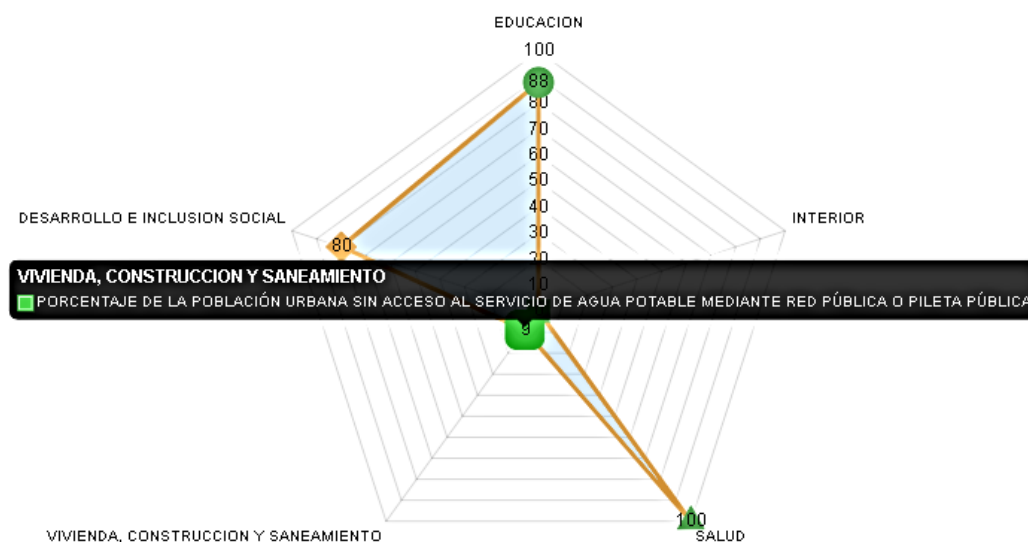 EDUCACION
100
88
80
70
60
50
40
30
20
10
DESARROLLO E INCLUSION SOCIAL
INTERIOR
80
VIVIENDA, CONSTRUCCION Y SANEAMIENTO
PORCENTAJE DE LA POBLACIÓN URBANA SIN ACCESO AL SERVICIO DE AGUA POTABLE MEDIANTE RED PÚBLICA O PILETA PÚBLICA
9
100
VIVIENDA, CONSTRUCCION Y SANEAMIENTO
SALUD